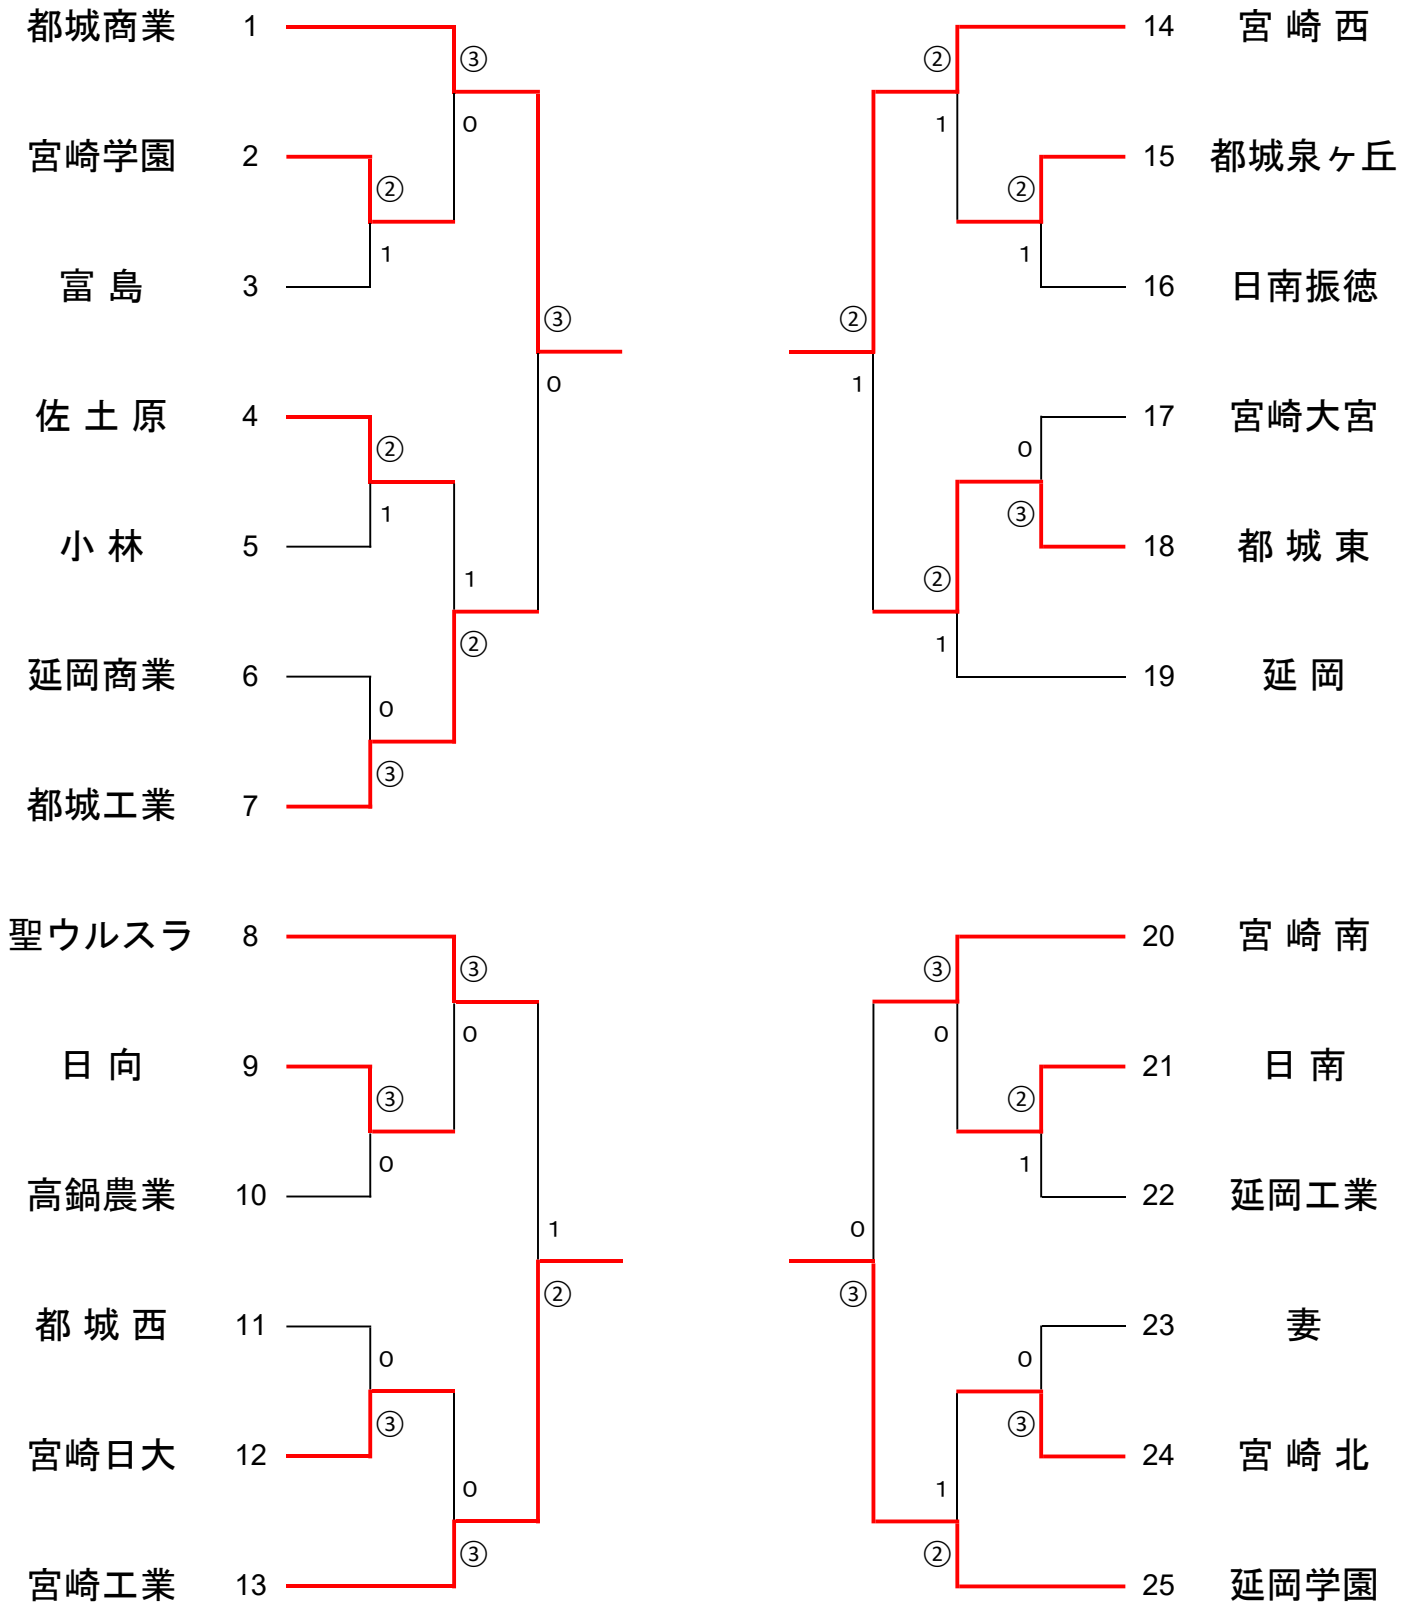 都城商業 1
③
0
宮崎学園 2
②
1
富 島 3
③
0
佐 土 原 4
②
1
小 林 5
1
②
延岡商業 6
0
③
都城工業 7
14 宮 崎 西
②
1
15 都城泉ヶ丘
②
1
16 日南振徳
②
1
17 宮崎大宮
0
③
18 都 城 東
②
1
19 延 岡
聖ウルスラ 8
③
0
日 向 9
③
0
高鍋農業 10
1
②
都 城 西 11
0
③
宮崎日大 12
0
③
宮崎工業 13
20 宮 崎 南
③
0
21 日 南
②
1
22 延岡工業
0
③
23 妻
0
③
24 宮 崎 北
1
②
25 延岡学園